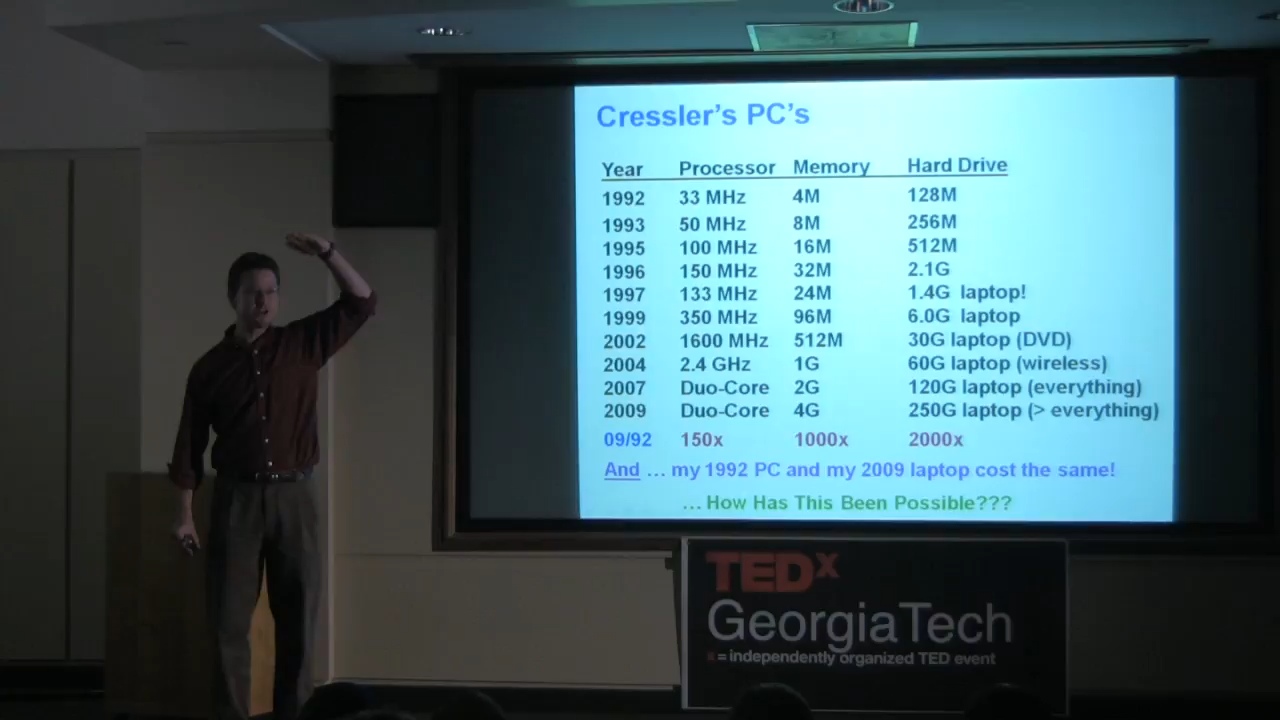 Cressler's PC's
Year Processor Memory Hard Drive
1992 33 MHz 4M 128M
1993 50 MHz 8M 256M
1995 100 MHz 16M 512M
1996 150 MHz 32M 2.1G
1997 133 MHz 24M 1.4G laptop!
1999 350 MHz 96M 6.0G laptop
2002 1600 MHz 512M 30G laptop (DVD)
2004 2.4 GHz 1G 60G laptop (wireless)
2007 Duo-Core 2G 120G laptop (everything)
2009 Duo-Core 4G 250G laptop (> everything)
09/92 150x 1000x 2000x
And … my 1992 PC and my 2009 laptop cost the same!
… How Has This Been Possible???
TEDx
GeorgiaTech
x = independently organized TED event